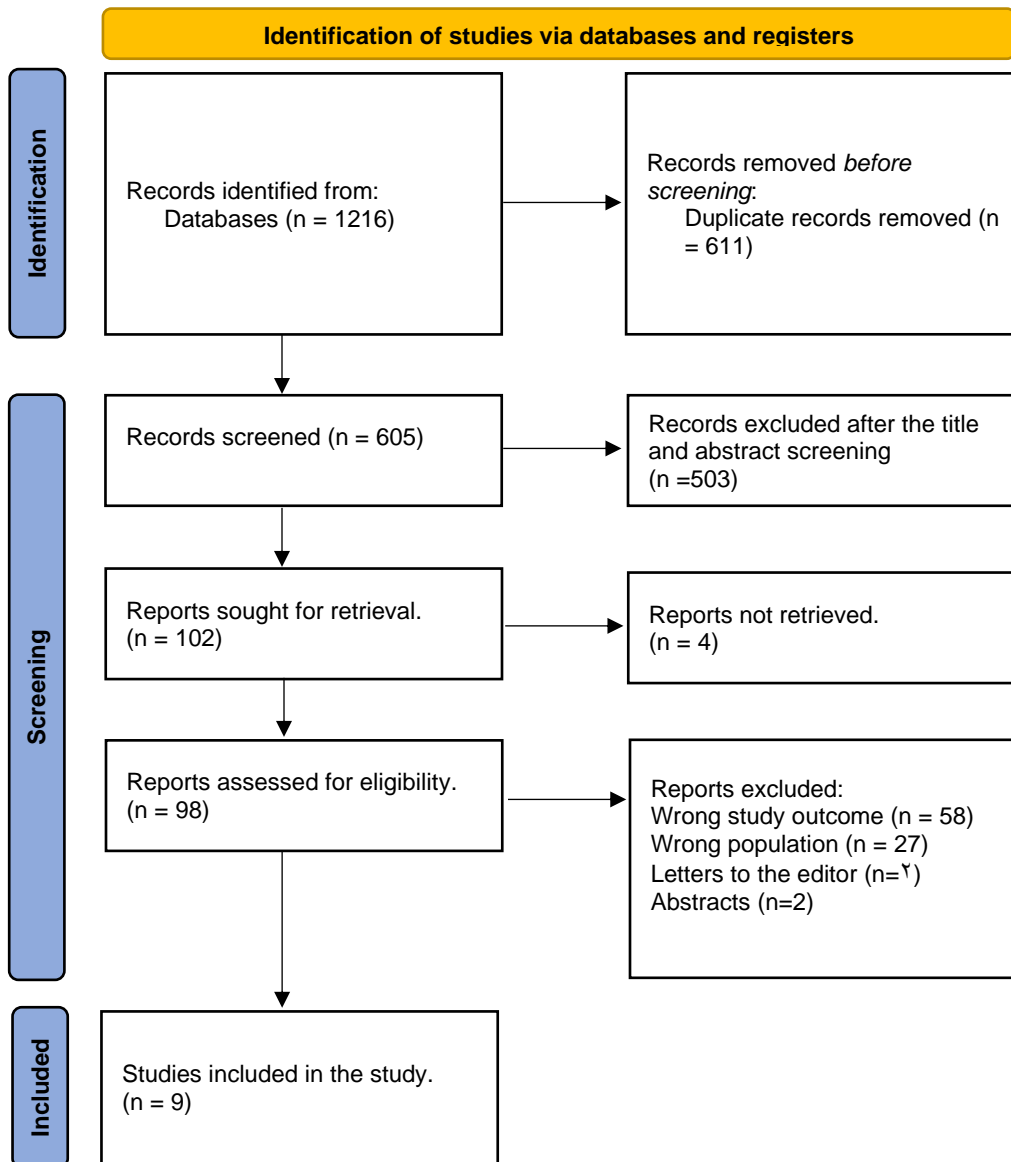 Identification of studies via databases and registers
Identification
Records identified from:
Databases (n = 1216)
Records removed before
screening:
Duplicate records removed (n
= 611)
Screening
Records screened (n = 605)
Records excluded after the title
and abstract screening
(n =503)
Reports sought for retrieval.
(n = 102)
Reports not retrieved.
(n = 4)
Reports assessed for eligibility.
(n = 98)
Reports excluded:
Wrong study outcome (n = 58)
Wrong population (n = 27)
Letters to the editor (n=۲)
Abstracts (n=2)
Included
Studies included in the study.
(n = 9)